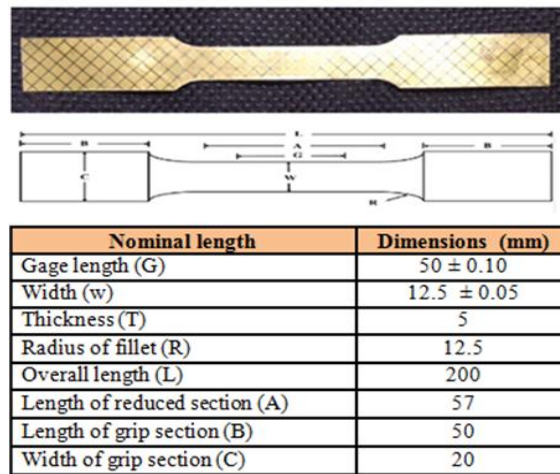 L
B
A
B
G
C
W
R
Nominal length Dimensions (mm)
Gage length (G) 50 ± 0.10
Width (w) 12.5 ± 0.05
Thickness (T) 5
Radius of fillet (R) 12.5
Overall length (L) 200
Length of reduced section (A) 57
Length of grip section (B) 50
Width of grip section (C) 20